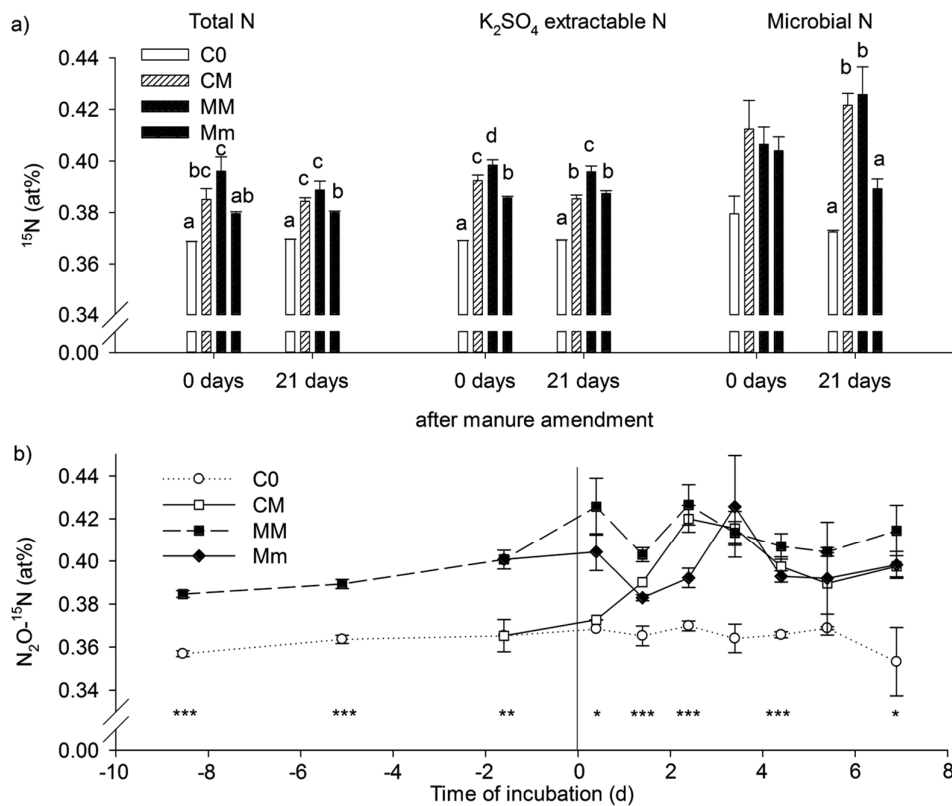 a)
Total N
K₂SO₄ extractable N
Microbial N
C0
CM
MM
Mm
¹⁵N (at%)
0.44
0.42
0.40
0.38
0.36
0.34
0.00
a bc c ab
a c c b
a c d b
a b c b
a b b a
0 days 21 days 0 days 21 days 0 days 21 days
after manure amendment
b)
C0
CM
MM
Mm
N₂O-¹⁵N (at%)
0.44
0.42
0.40
0.38
0.36
0.34
0.00
*** *** ** * *** *** *** *
-10 -8 -6 -4 -2 0 2 4 6 8
Time of incubation (d)